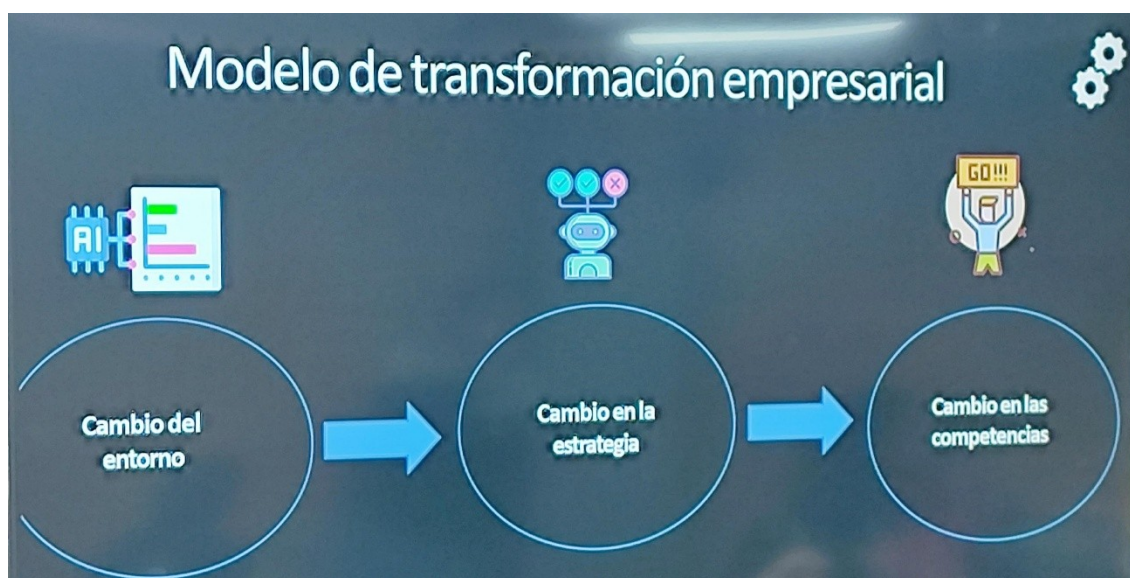 Modelo de transformación empresarial
AI
GO!!!
Cambio del
entorno
Cambio en la
estrategia
Cambio en las
competencias